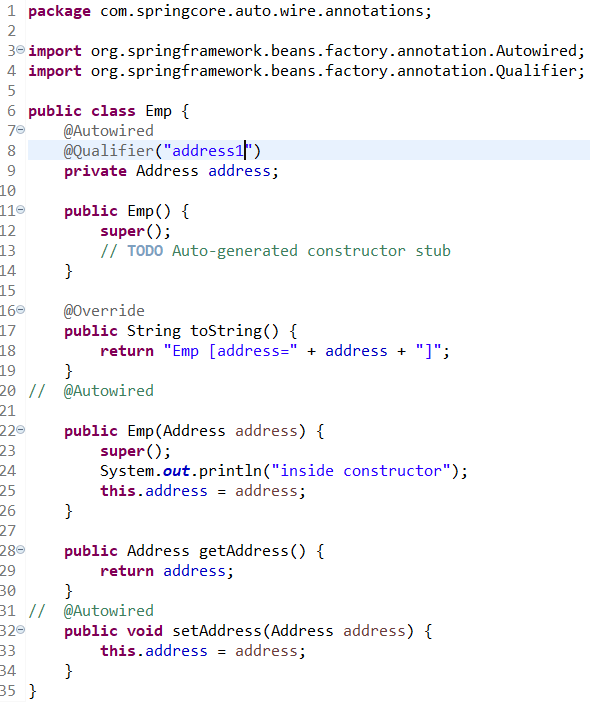 1 package com.springcore.auto.wire.annotations;
2
3 import org.springframework.beans.factory.annotation.Autowired;
4 import org.springframework.beans.factory.annotation.Qualifier;
5
6 public class Emp {
7     @Autowired
8     @Qualifier("address1")
9     private Address address;
10
11     public Emp() {
12         super();
13         // TODO Auto-generated constructor stub
14     }
15
16     @Override
17     public String toString() {
18         return "Emp [address=" + address + "]";
19     }
20 //  @Autowired
21
22     public Emp(Address address) {
23         super();
24         System.out.println("inside constructor");
25         this.address = address;
26     }
27
28     public Address getAddress() {
29         return address;
30     }
31 //  @Autowired
32     public void setAddress(Address address) {
33         this.address = address;
34     }
35 }